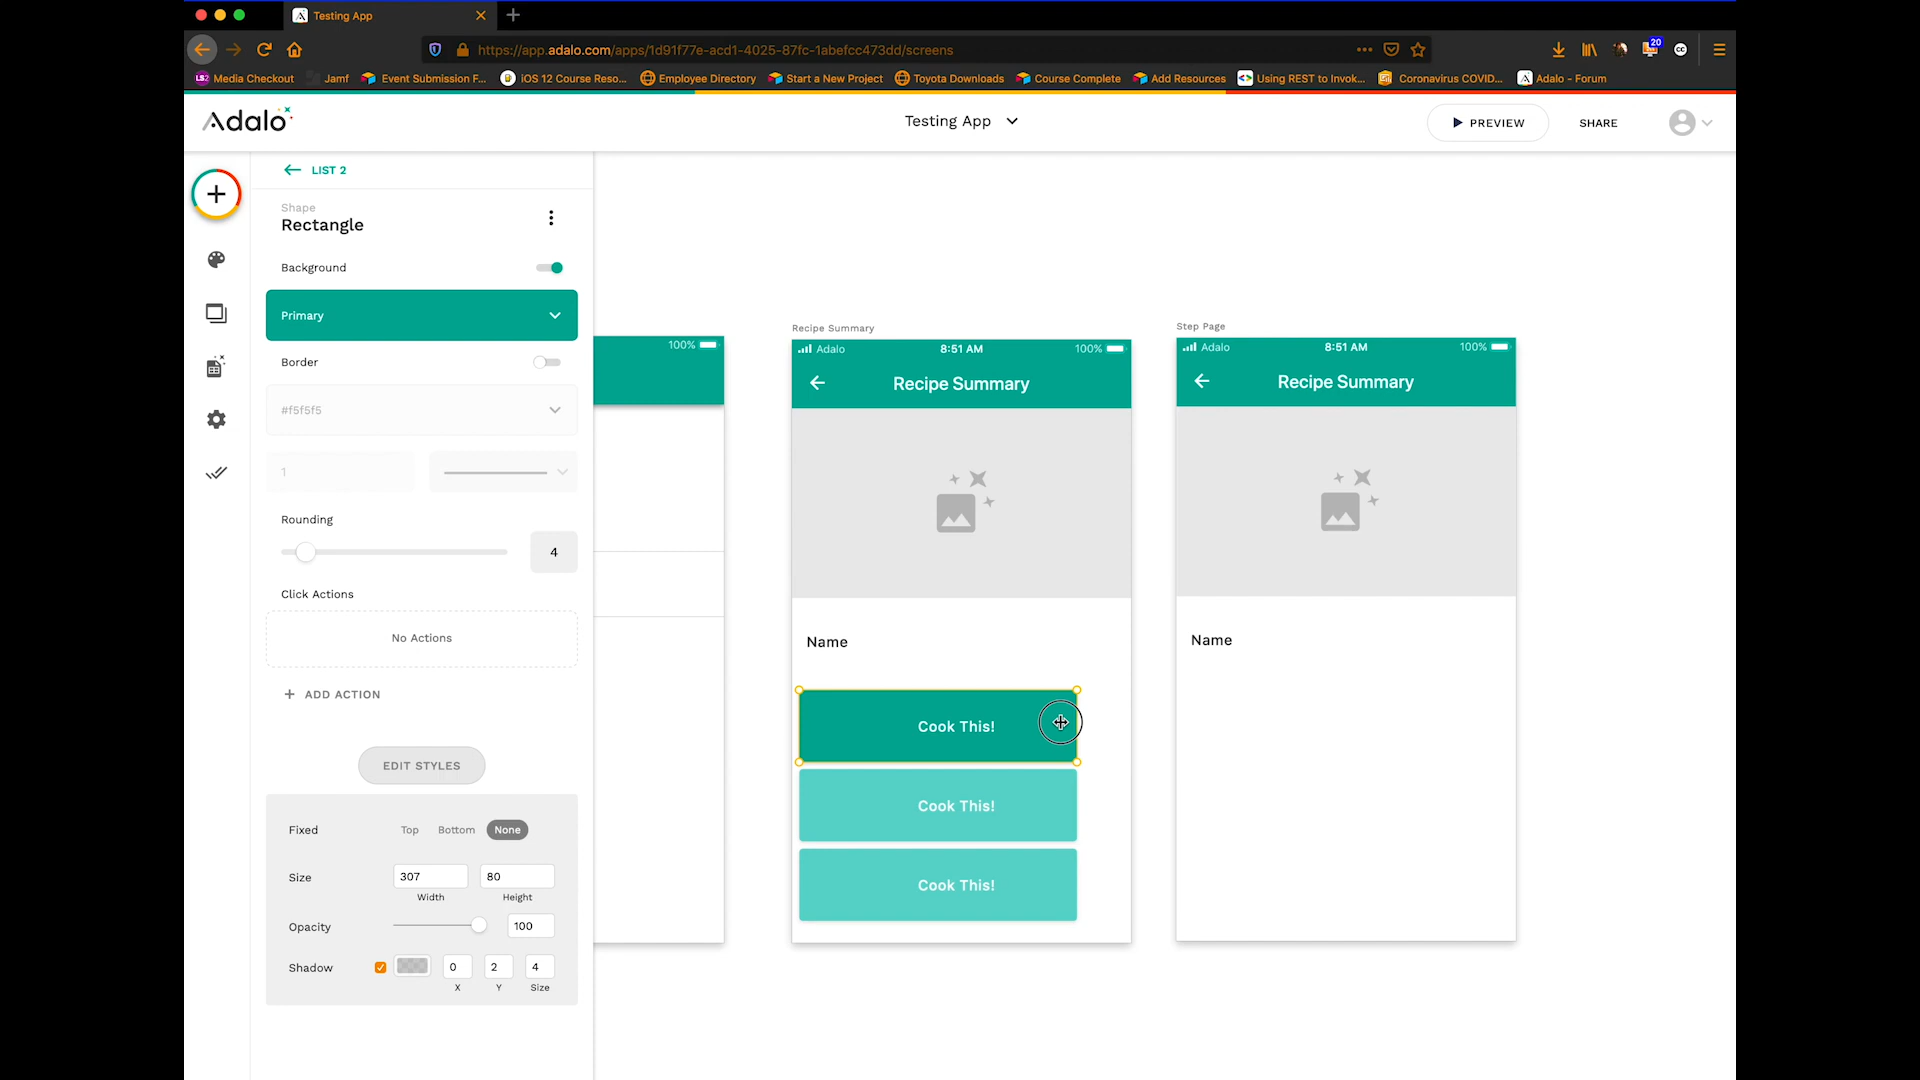 Testing App
https://app.adalo.com/apps/1d91f77e-acd1-4025-87fc-1abefcc473dd/screens
20
CC
Media Checkout
Jamf
Event Submission F...
iOS 12 Course Reso...
Employee Directory
Start a New Project
Toyota Downloads
Course Complete
Add Resources
Using REST to Invok...
Coronavirus COVID...
Adalo - Forum
Adalo
Testing App
PREVIEW
SHARE
LIST 2
Shape
Rectangle
Background
Primary
Border
#f5f5f5
1
Rounding
4
Click Actions
No Actions
ADD ACTION
EDIT STYLES
Fixed
Top
Bottom
None
Size
307
80
Width
Height
Opacity
100
Shadow
0
2
4
X
Y
Size
100%
Recipe Summary
Adalo
8:51 AM
100%
Recipe Summary
Name
Cook This!
Cook This!
Cook This!
Step Page
Adalo
8:51 AM
100%
Recipe Summary
Name